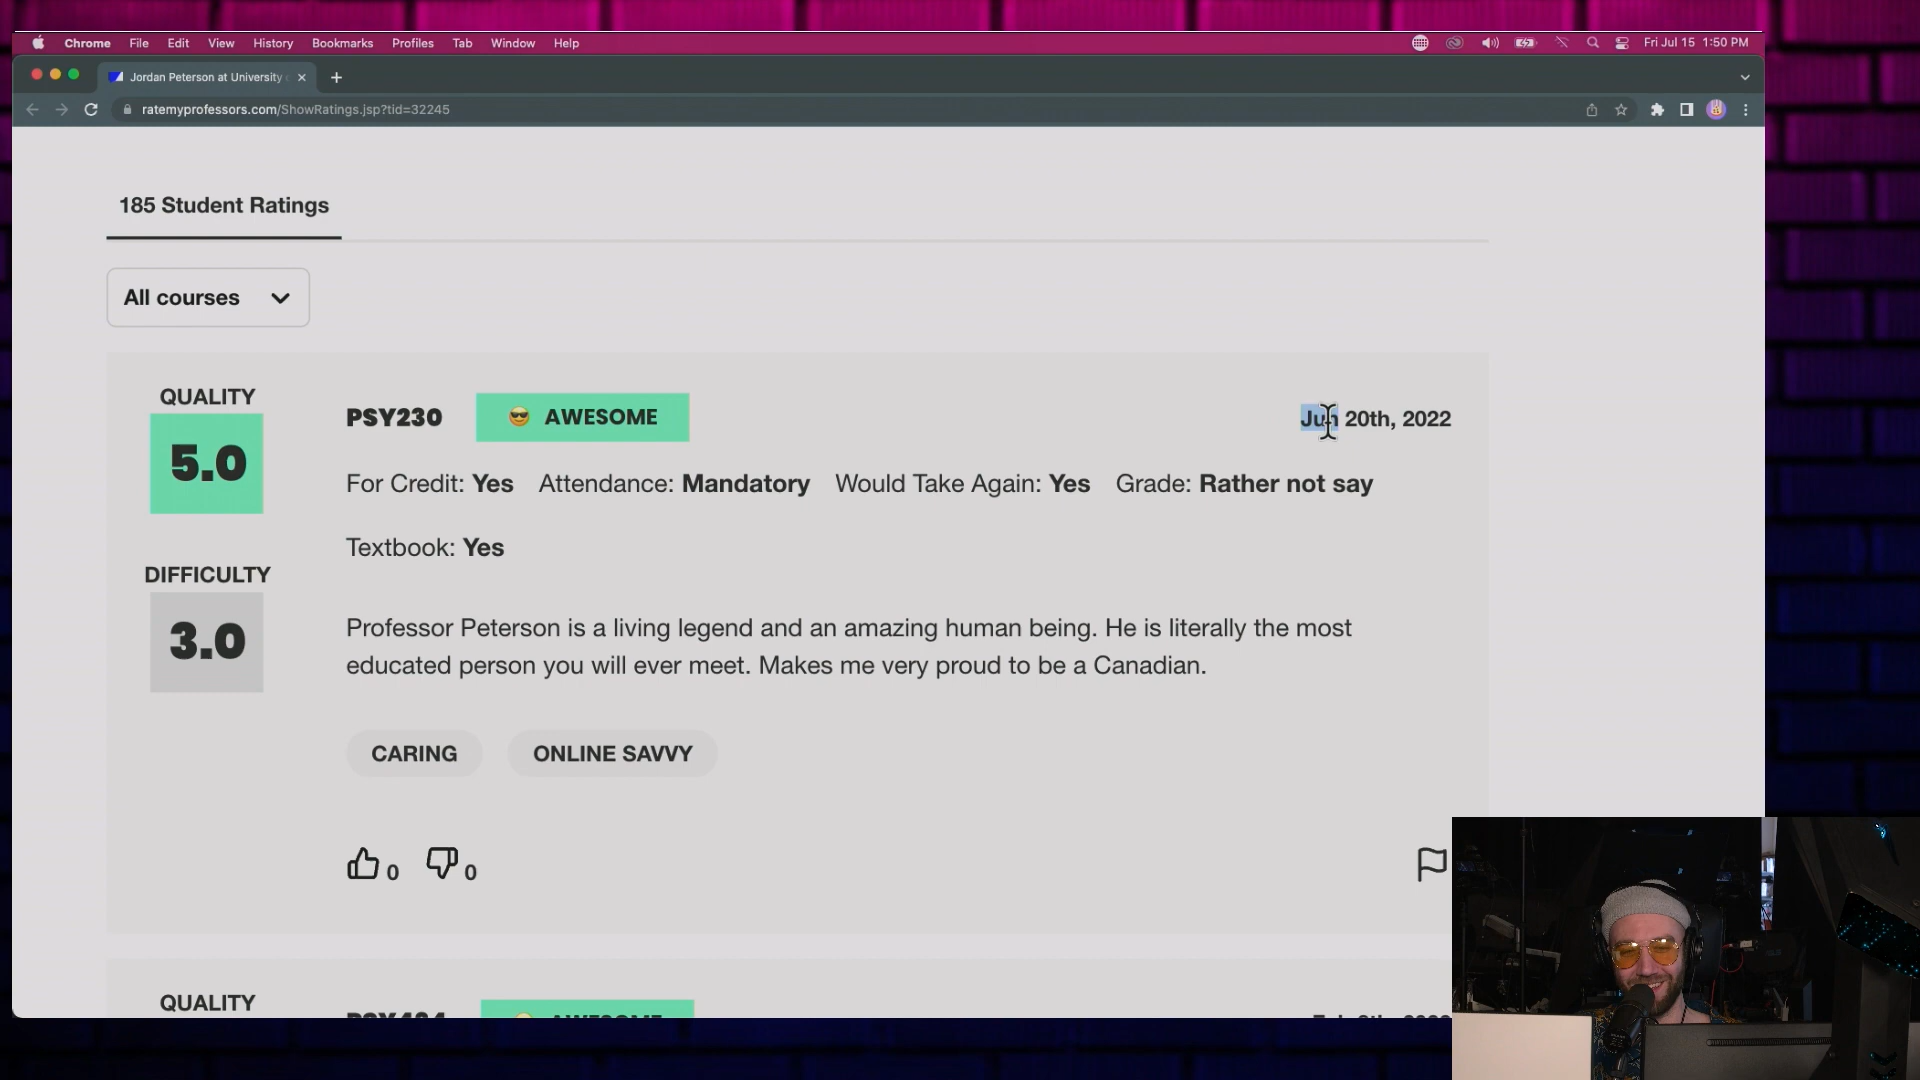 Chrome File Edit View History Bookmarks Profiles Tab Window Help Fri Jul 15 1:50 PM
Jordan Peterson at University
ratemyprofessors.com/ShowRatings.jsp?tid=32245
185 Student Ratings
All courses
QUALITY
5.0
PSY230 AWESOME Jun 20th, 2022
For Credit: Yes Attendance: Mandatory Would Take Again: Yes Grade: Rather not say
Textbook: Yes
DIFFICULTY
3.0
Professor Peterson is a living legend and an amazing human being. He is literally the most
educated person you will ever meet. Makes me very proud to be a Canadian.
CARING ONLINE SAVVY
0 0
QUALITY
AWESOME